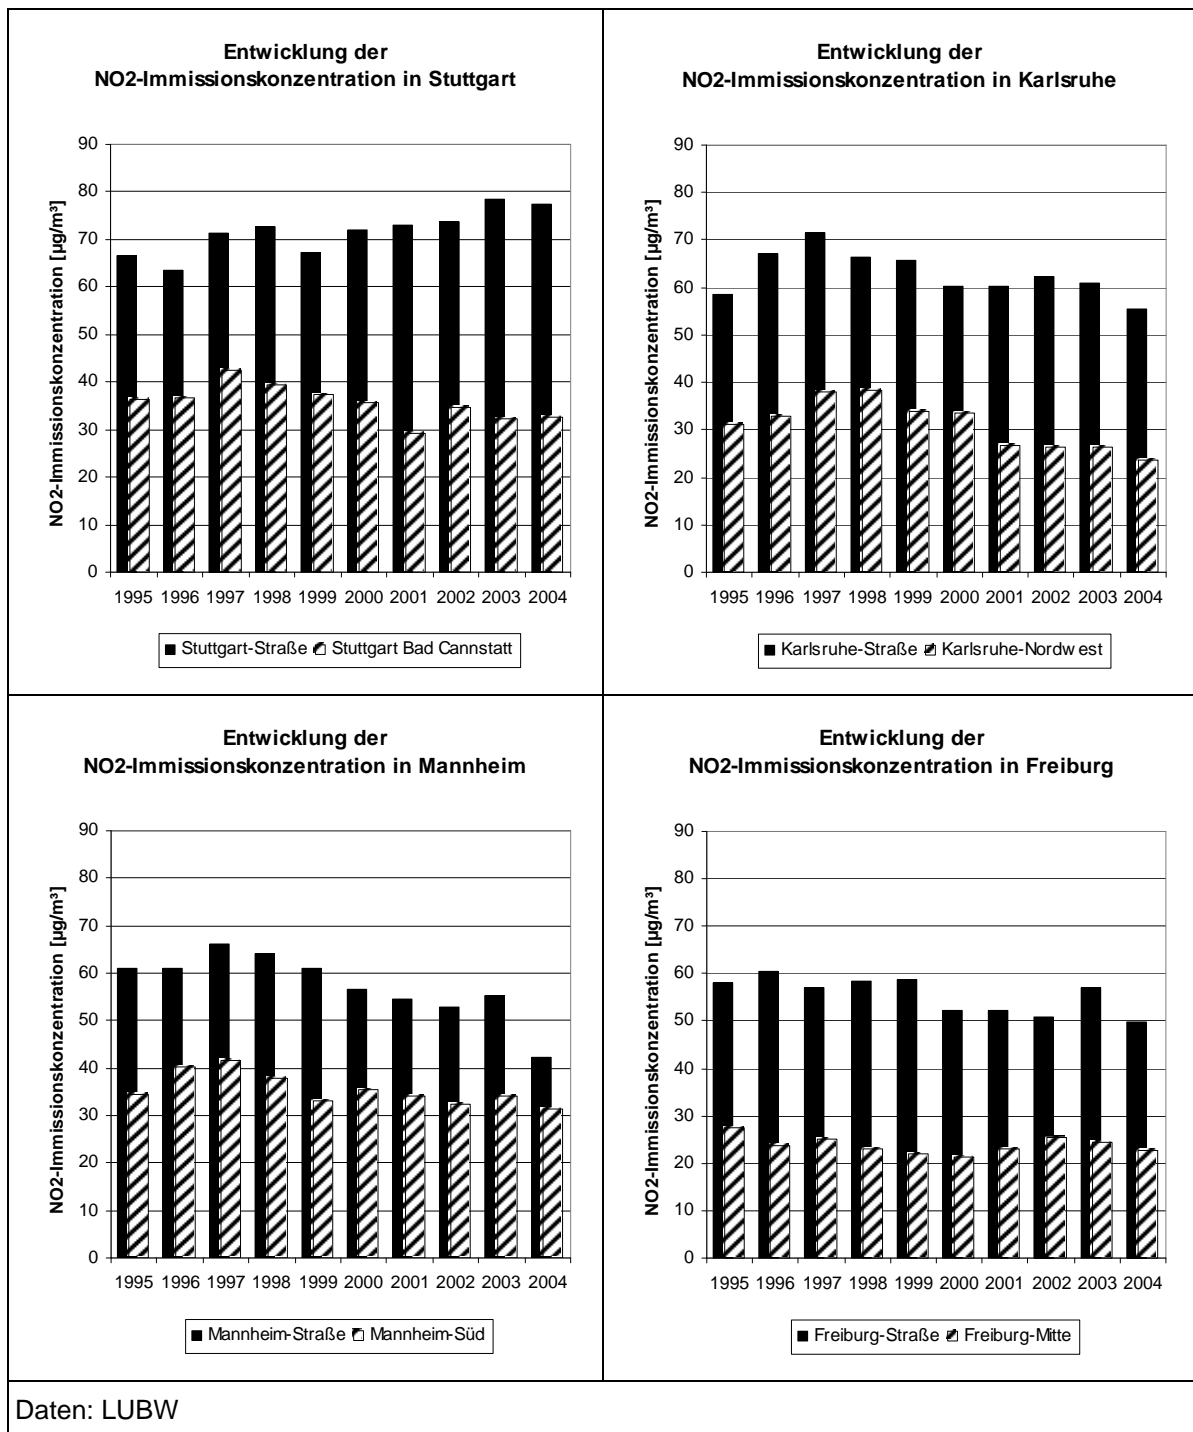 Entwicklung der
NO2-Immissionskonzentration in Stuttgart
NO2-Immissionskonzentration [µg/m³]
90
80
70
60
50
40
30
20
10
0
1995 1996 1997 1998 1999 2000 2001 2002 2003 2004
Stuttgart-Straße Stuttgart Bad Cannstatt
Entwicklung der
NO2-Immissionskonzentration in Karlsruhe
NO2-Immissionskonzentration [µg/m³]
90
80
70
60
50
40
30
20
10
0
1995 1996 1997 1998 1999 2000 2001 2002 2003 2004
Karlsruhe-Straße Karlsruhe-Nordwest
Entwicklung der
NO2-Immissionskonzentration in Mannheim
NO2-Immissionskonzentration [µg/m³]
90
80
70
60
50
40
30
20
10
0
1995 1996 1997 1998 1999 2000 2001 2002 2003 2004
Mannheim-Straße Mannheim-Süd
Entwicklung der
NO2-Immissionskonzentration in Freiburg
NO2-Immissionskonzentration [µg/m³]
90
80
70
60
50
40
30
20
10
0
1995 1996 1997 1998 1999 2000 2001 2002 2003 2004
Freiburg-Straße Freiburg-Mitte
Daten: LUBW